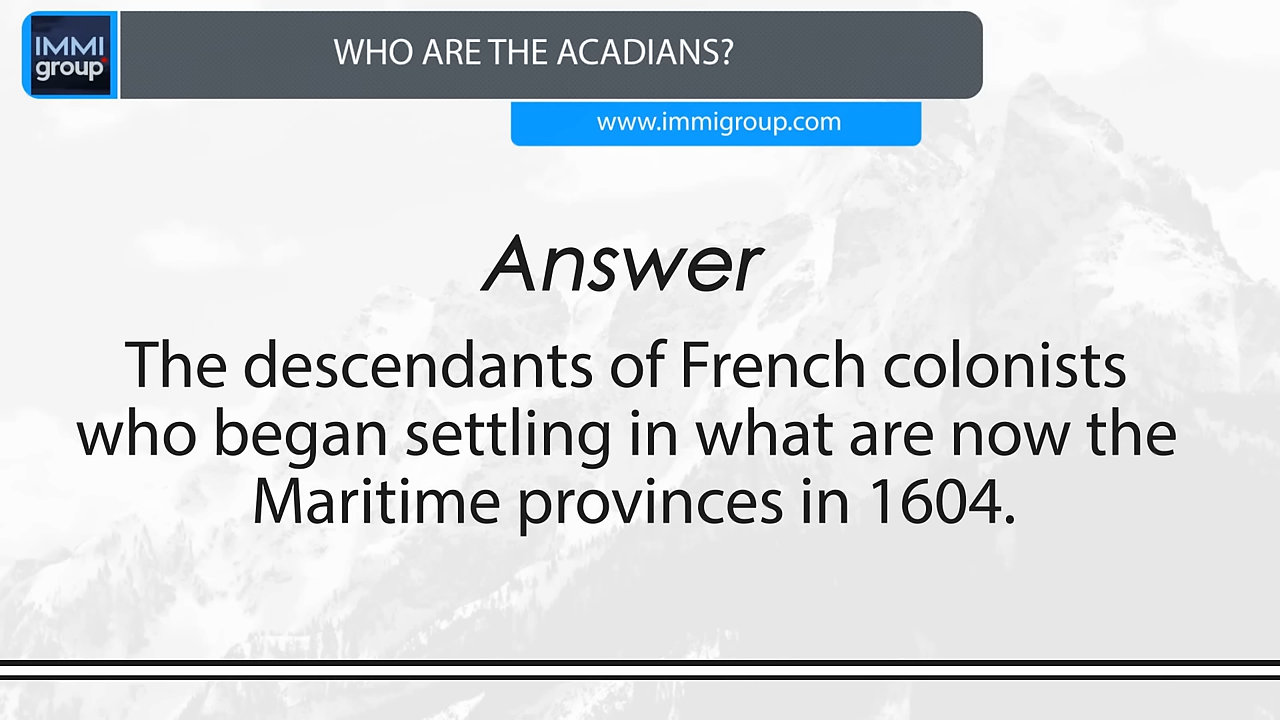 IMMI
group
WHO ARE THE ACADIANS?
www.immigroup.com
Answer
The descendants of French colonists
who began settling in what are now the
Maritime provinces in 1604.